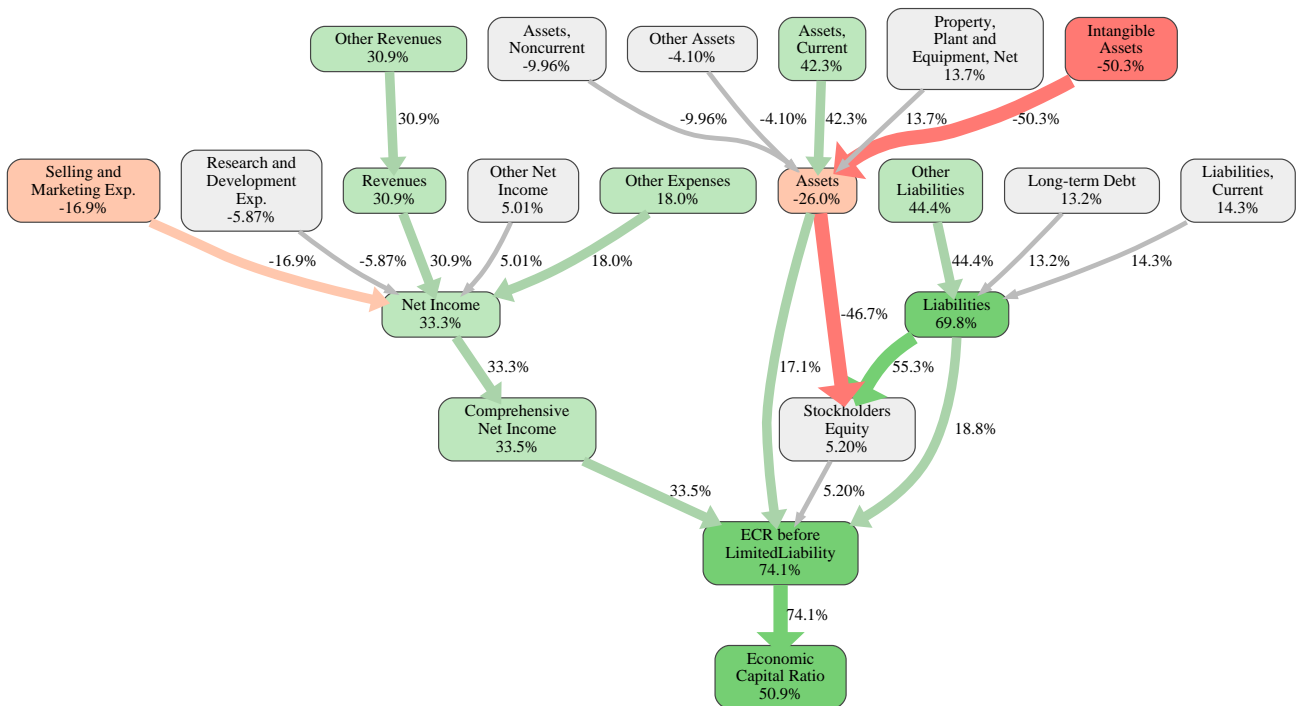 Other Revenues
30.9%
Assets,
Noncurrent
-9.96%
Other Assets
-4.10%
Assets,
Current
42.3%
Property,
Plant and
Equipment, Net
13.7%
Intangible
Assets
-50.3%
30.9%
-9.96%
-4.10%
42.3%
13.7%
-50.3%
Selling and
Marketing Exp.
-16.9%
Research and
Development
Exp.
-5.87%
Revenues
30.9%
Other Net
Income
5.01%
Other Expenses
18.0%
Assets
-26.0%
Other
Liabilities
44.4%
Long-term Debt
13.2%
Liabilities,
Current
14.3%
-16.9%
-5.87%
30.9%
5.01%
18.0%
44.4%
13.2%
14.3%
Net Income
33.3%
-46.7%
Liabilities
69.8%
33.3%
17.1%
55.3%
Comprehensive
Net Income
33.5%
Stockholders
Equity
5.20%
18.8%
33.5%
5.20%
ECR before
LimitedLiability
74.1%
74.1%
Economic
Capital Ratio
50.9%